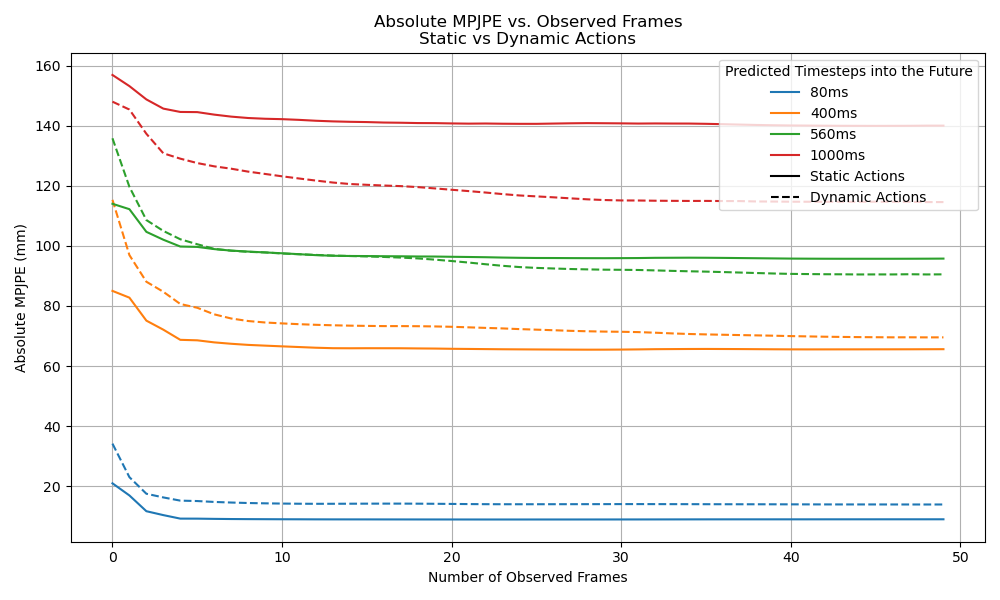 Absolute MPJPE vs. Observed Frames
Static vs Dynamic Actions
Absolute MPJPE (mm)
160
140
120
100
80
60
40
20
Predicted Timesteps into the Future
80ms
400ms
560ms
1000ms
Static Actions
Dynamic Actions
0 10 20 30 40 50
Number of Observed Frames